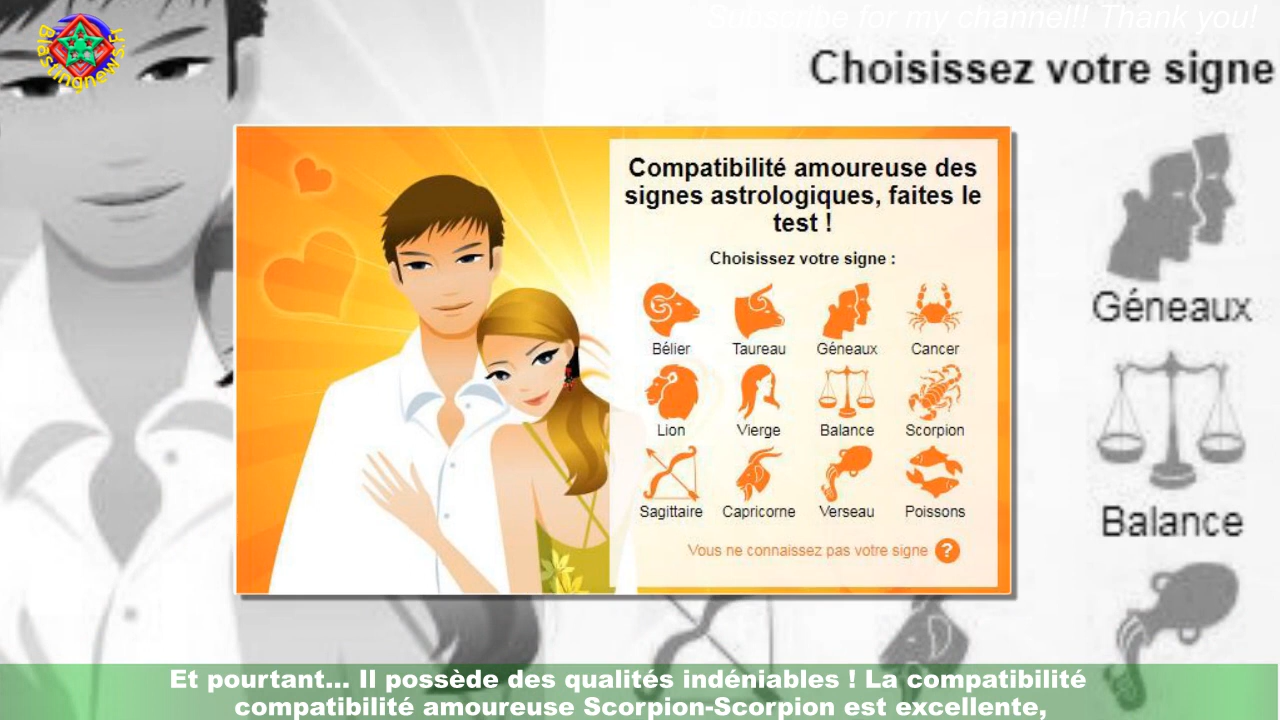 Subscribe for my channel!! Thank you!
Blastingnews.fr
Choisissez votre signe
Géneaux
Balance
Compatibilité amoureuse des
signes astrologiques, faites le
test !
Choisissez votre signe :
Bélier Taureau Géneaux Cancer
Lion Vierge Balance Scorpion
Sagittaire Capricorne Verseau Poissons
Vous ne connaissez pas votre signe ?
Et pourtant... Il possède des qualités indéniables ! La compatibilité
compatibilité amoureuse Scorpion-Scorpion est excellente,